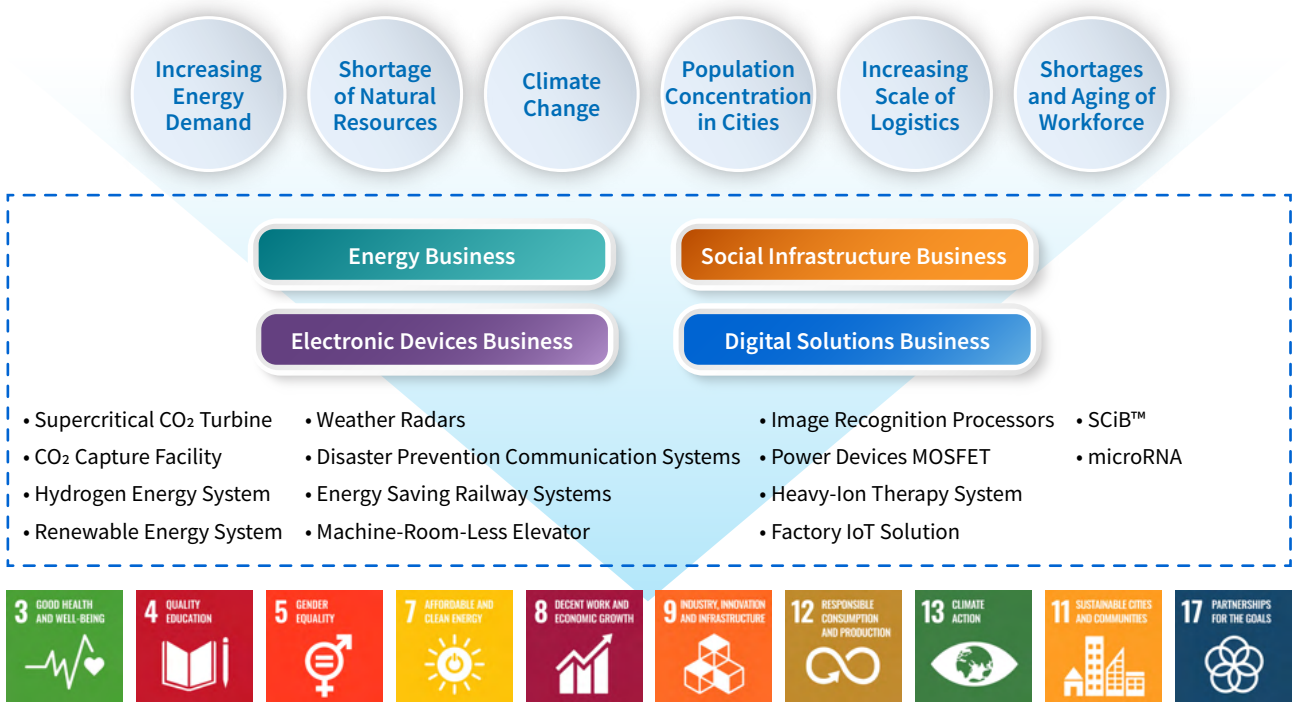 Increasing
Energy
Demand
Shortage
of Natural
Resources
Climate
Change
Population
Concentration
in Cities
Increasing
Scale of
Logistics
Shortages
and Aging of
Workforce
Energy Business
Social Infrastructure Business
Electronic Devices Business
Digital Solutions Business
• Supercritical CO₂ Turbine
• CO₂ Capture Facility
• Hydrogen Energy System
• Renewable Energy System
• Weather Radars
• Disaster Prevention Communication Systems
• Energy Saving Railway Systems
• Machine-Room-Less Elevator
• Image Recognition Processors
• Power Devices MOSFET
• Heavy-Ion Therapy System
• Factory IoT Solution
• SCiB™
• microRNA
3 GOOD HEALTH
AND WELL-BEING
4 QUALITY
EDUCATION
5 GENDER
EQUALITY
7 AFFORDABLE AND
CLEAN ENERGY
8 DECENT WORK AND
ECONOMIC GROWTH
9 INDUSTRY, INNOVATION
AND INFRASTRUCTURE
12 RESPONSIBLE
CONSUMPTION
AND PRODUCTION
13 CLIMATE
ACTION
11 SUSTAINABLE CITIES
AND COMMUNITIES
17 PARTNERSHIPS
FOR THE GOALS